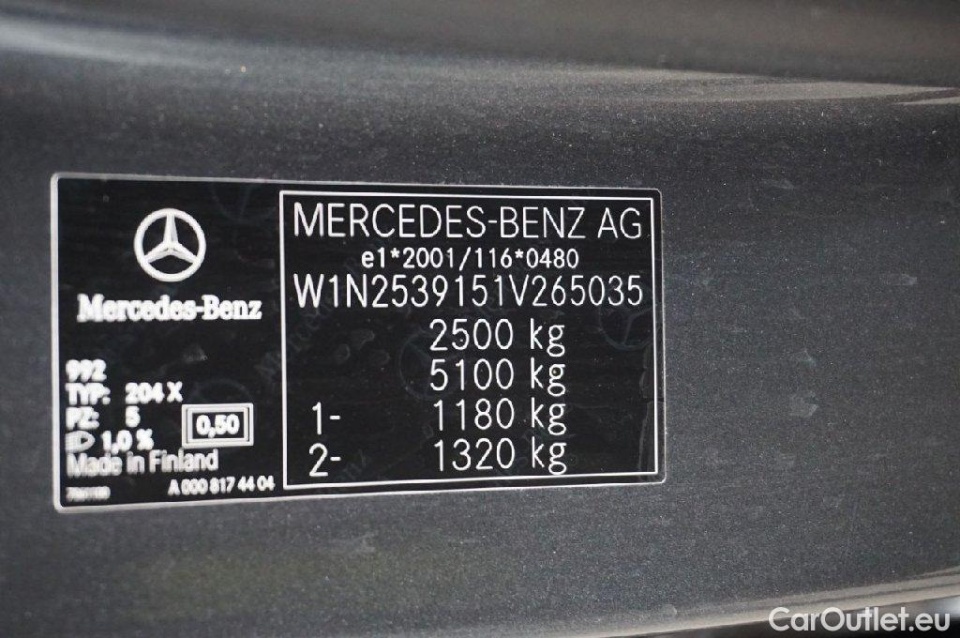 Mercedes-Benz
992
TYP: 204 X
PZ: 5
1,0 %
0,50
Made in Finland
A 000 817 44 04
MERCEDES-BENZ AG
e1*2001/116*0480
W1N2539151V265035
2500 kg
5100 kg
1- 1180 kg
2- 1320 kg
CarOutlet.eu